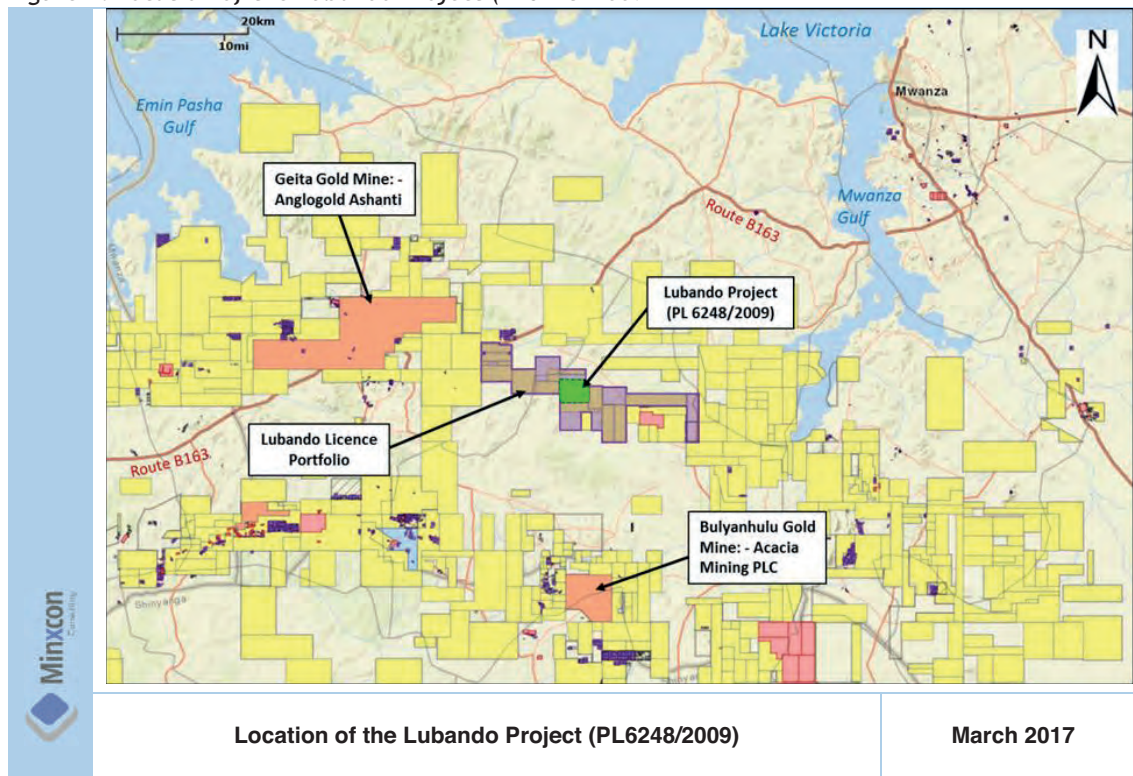 20km
10mi
Lake Victoria
N
Emin Pasha
Gulf
Mwanza
Geita Gold Mine: -
Anglogold Ashanti
Mwanza
Gulf
Route B163
Lubando Project
(PL 6248/2009)
Lubando Licence
Portfolio
Route B163
Bulyanhulu Gold
Mine: - Acacia
Mining PLC
Shinyanga
Minxcon
Consulting
Location of the Lubando Project (PL6248/2009)
March 2017